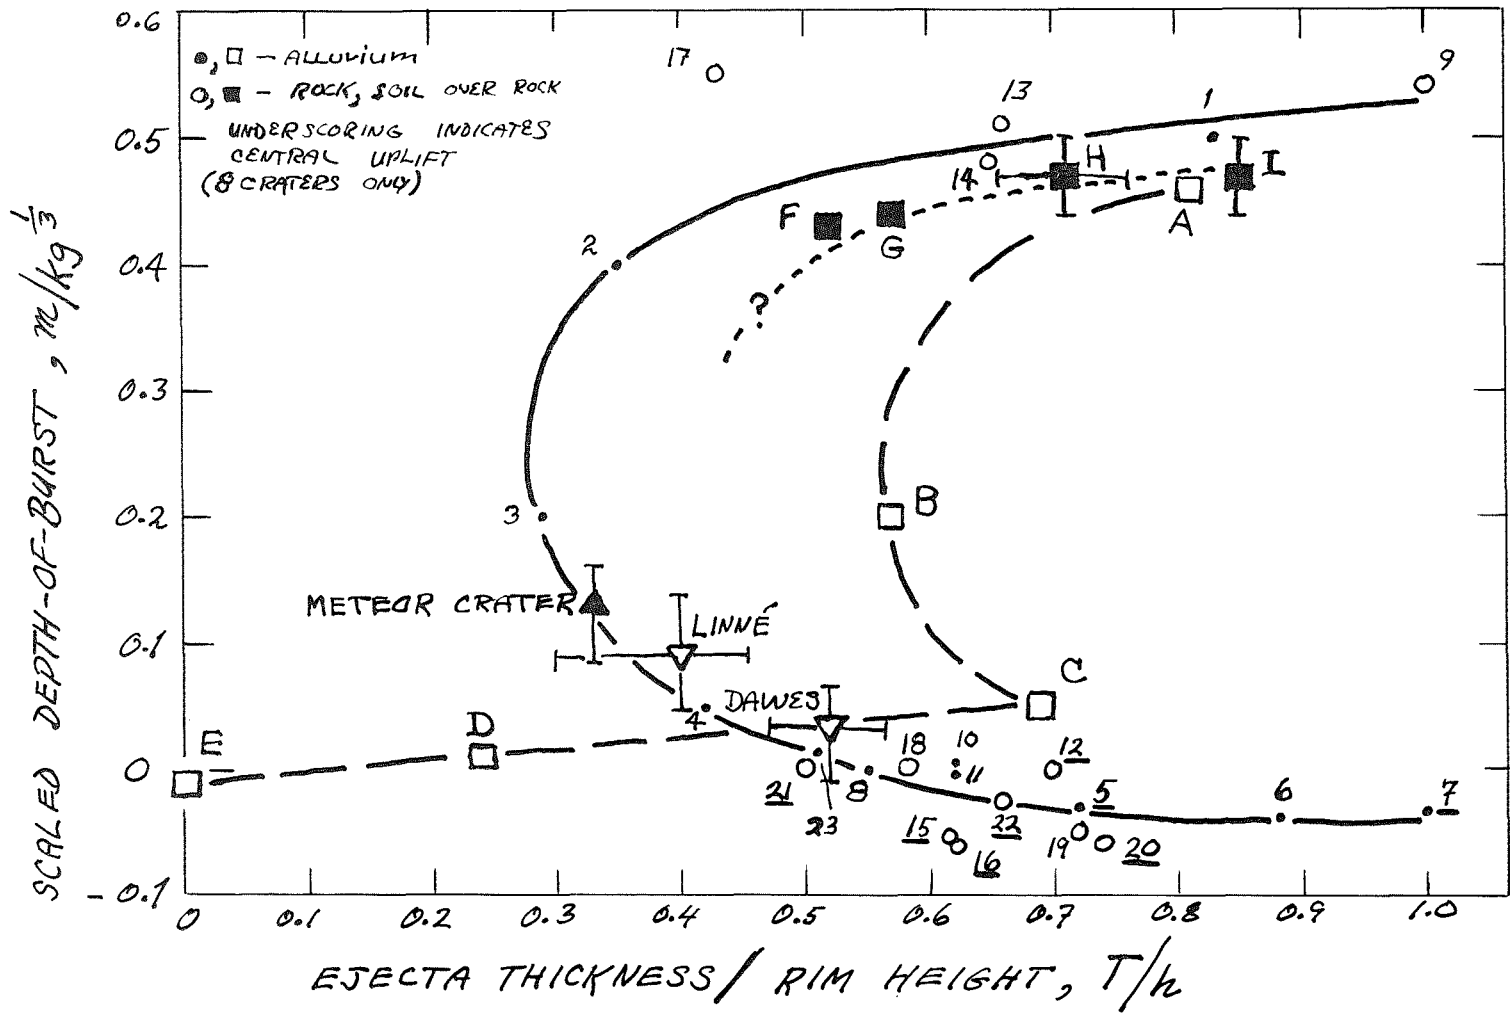 0.6
0.5
0.4
0.3
0.2
0.1
0
-0.1
SCALED DEPTH-OF-BURST, m/kg^1/3
●, □ - ALLUVIUM
○, ■ - ROCK, SOIL OVER ROCK
UNDERSCORING INDICATES
CENTRAL UPLIFT
(8 CRATERS ONLY)
17
9
13
1
14
H
I
A
F
G
2
?
3
B
METEOR CRATER
LINNÉ
C
DAWES
4
D
E
18
10
11
12
21
8
23
15
16
22
5
19
20
6
7
0 0.1 0.2 0.3 0.4 0.5 0.6 0.7 0.8 0.9 1.0
EJECTA THICKNESS/RIM HEIGHT, T/h